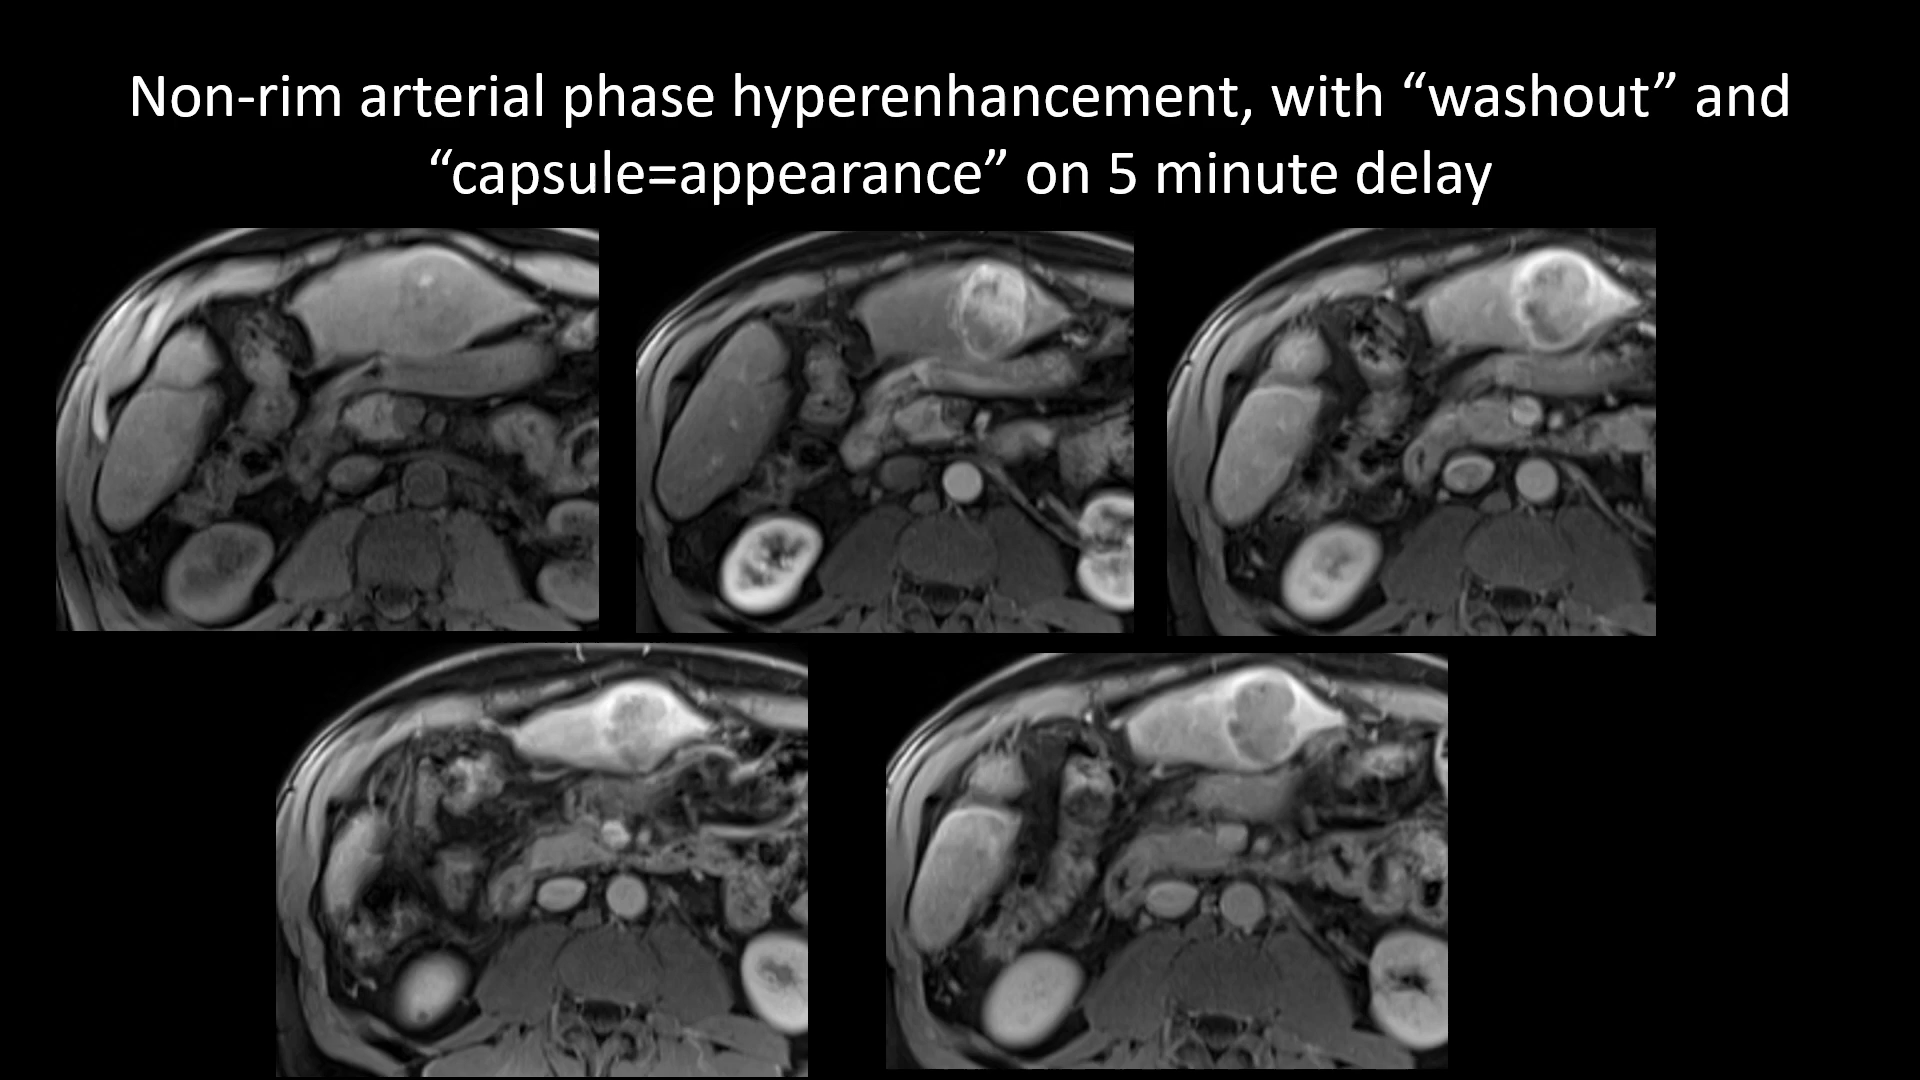 Non-rim arterial phase hyperenhancement, with “washout” and
“capsule=appearance” on 5 minute delay